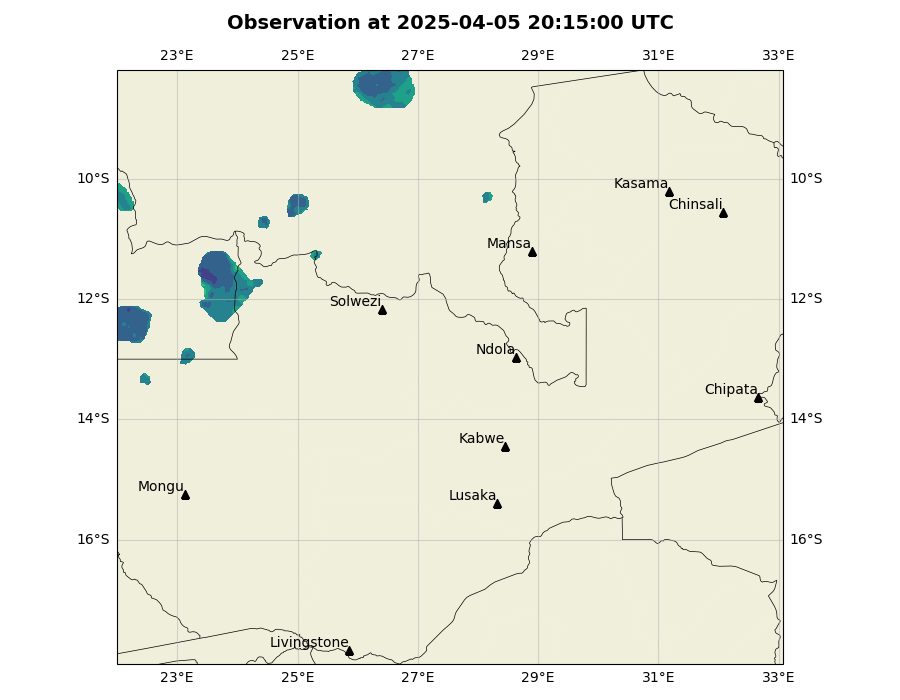 Observation at 2025-04-05 20:15:00 UTC
23°E 25°E 27°E 29°E 31°E 33°E
10°S 10°S
Kasama
Chinsali
Mansa
12°S 12°S
Solwezi
Ndola
Chipata
14°S 14°S
Kabwe
Mongu
Lusaka
16°S 16°S
Livingstone
23°E 25°E 27°E 29°E 31°E 33°E